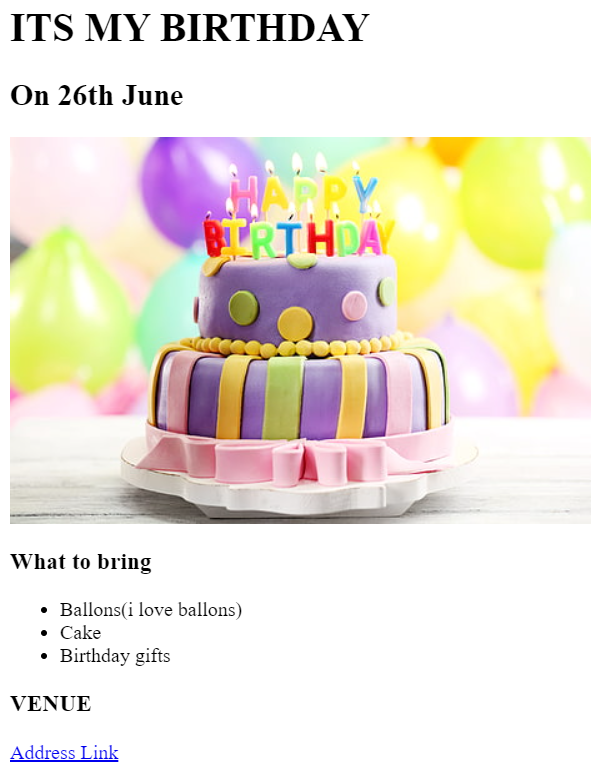 ITS MY BIRTHDAY
On 26th June
HAPPY
BIRTHDAY
What to bring
Ballons(i love ballons)
Cake
Birthday gifts
VENUE
Address Link